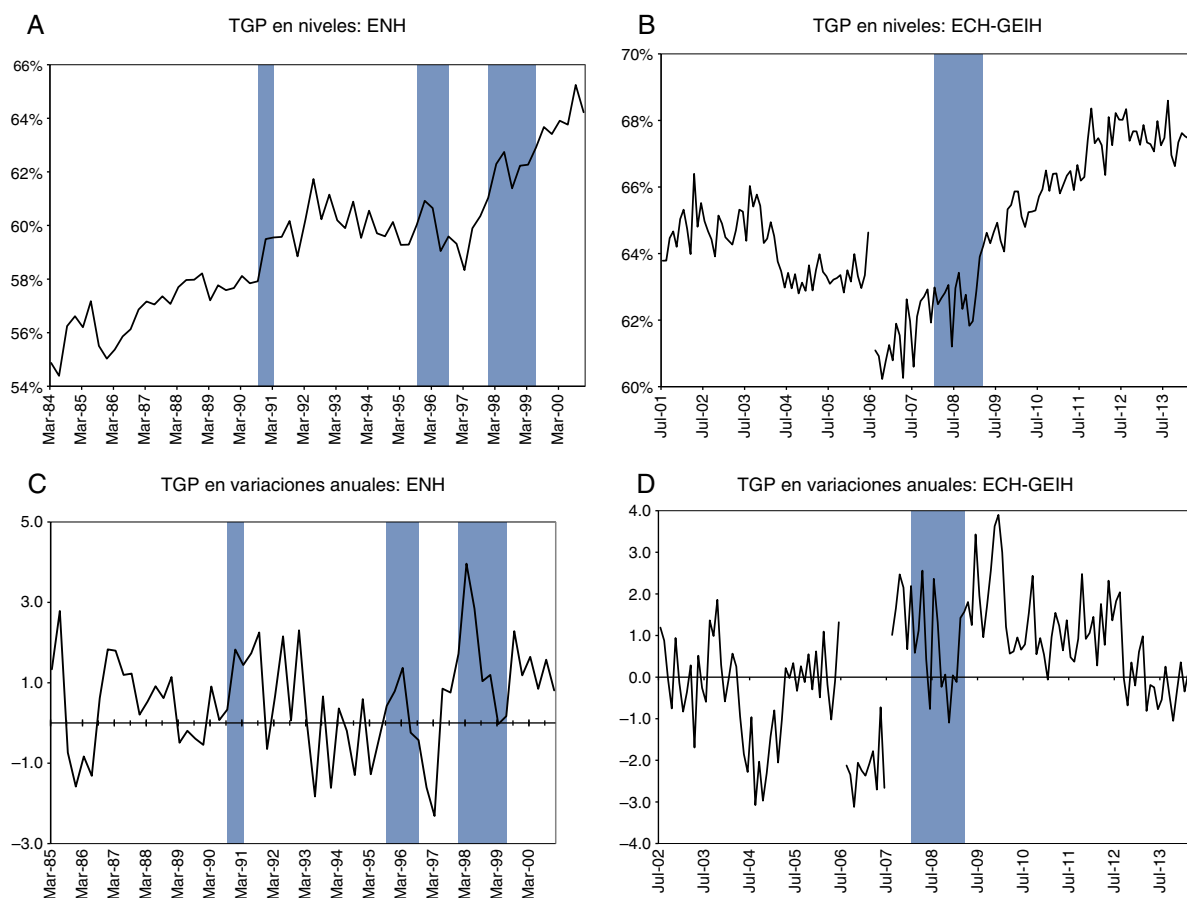 A
TGP en niveles: ENH
66%
64%
62%
60%
58%
56%
54%
Mar-84
Mar-85
Mar-86
Mar-87
Mar-88
Mar-89
Mar-90
Mar-91
Mar-92
Mar-93
Mar-94
Mar-95
Mar-96
Mar-97
Mar-98
Mar-99
Mar-00
B
TGP en niveles: ECH-GEIH
70%
68%
66%
64%
62%
60%
Jul-01
Jul-02
Jul-03
Jul-04
Jul-05
Jul-06
Jul-07
Jul-08
Jul-09
Jul-10
Jul-11
Jul-12
Jul-13
C
TGP en variaciones anuales: ENH
5.0
3.0
1.0
–1.0
–3.0
Mar-85
Mar-86
Mar-87
Mar-88
Mar-89
Mar-90
Mar-91
Mar-92
Mar-93
Mar-94
Mar-95
Mar-96
Mar-97
Mar-98
Mar-99
Mar-00
D
TGP en variaciones anuales: ECH-GEIH
4.0
3.0
2.0
1.0
0.0
–1.0
–2.0
–3.0
–4.0
Jul-02
Jul-03
Jul-04
Jul-05
Jul-06
Jul-07
Jul-08
Jul-09
Jul-10
Jul-11
Jul-12
Jul-13